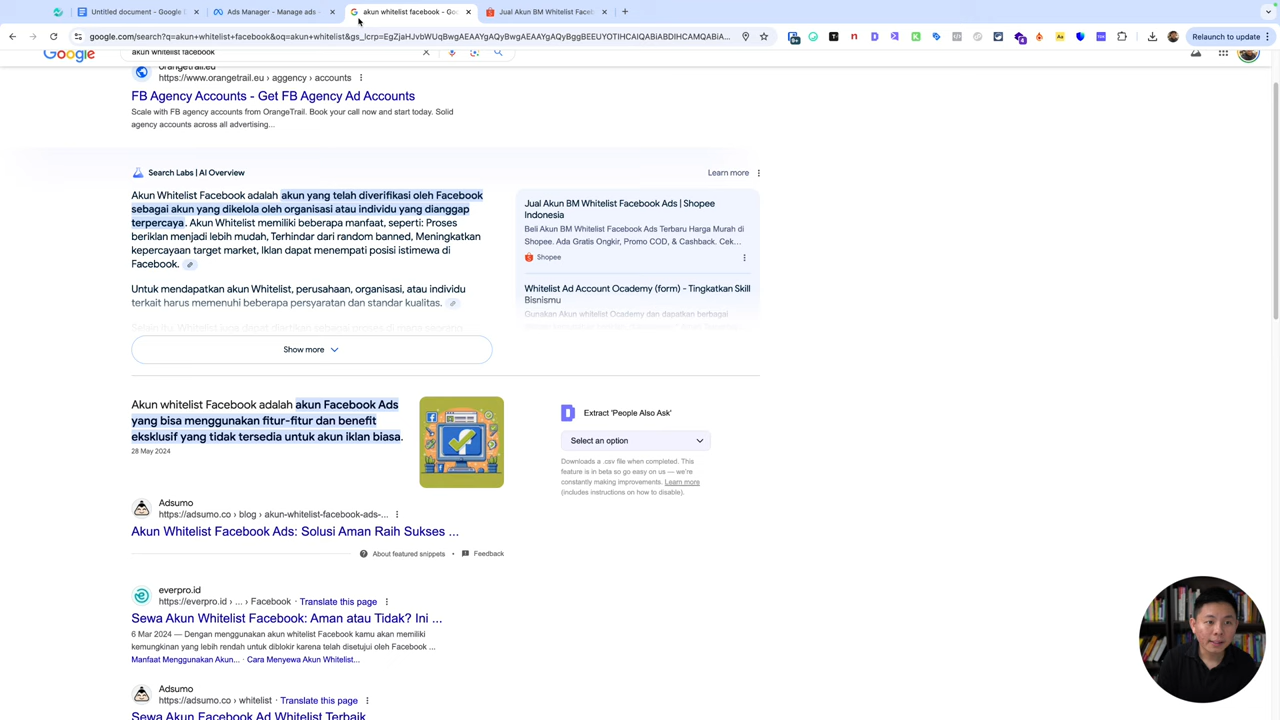 Untitled document - Google
Ads Manager - Manage ads
akun whitelist facebook - Go
Jual Akun BM Whitelist Faceb
google.com/search?q=akun+whitelist+facebook&oq=akun+whitelist&gs_lcrp=EgZjaHJvbWUqBwgAEAAYgAQyBwgAEAAYgAQyBggBEEUYOTIHCAIQABiABDIHCAMQABiA...
Relaunch to update
Google
akun whitelist facebook
orangetrail.eu
https://www.orangetrail.eu › aggency › accounts
FB Agency Accounts - Get FB Agency Ad Accounts
Scale with FB agency accounts from OrangeTrail. Book your call now and start today. Solid
agency accounts across all advertising...
Search Labs | AI Overview
Learn more
Akun Whitelist Facebook adalah akun yang telah diverifikasi oleh Facebook
sebagai akun yang dikelola oleh organisasi atau individu yang dianggap
terpercaya. Akun Whitelist memiliki beberapa manfaat, seperti: Proses
beriklan menjadi lebih mudah, Terhindar dari random banned, Meningkatkan
kepercayaan target market, Iklan dapat menempati posisi istimewa di
Facebook.
Untuk mendapatkan akun Whitelist, perusahaan, organisasi, atau individu
terkait harus memenuhi beberapa persyaratan dan standar kualitas.
Show more
Jual Akun BM Whitelist Facebook Ads | Shopee
Indonesia
Beli Akun BM Whitelist Facebook Ads Terbaru Harga Murah di
Shopee. Ada Gratis Ongkir, Promo COD, & Cashback. Cek...
Shopee
Whitelist Ad Account Ocademy (form) - Tingkatkan Skill
Bisnismu
Gunakan Akun whitelist Ocademy dan dapatkan berbagai
Akun whitelist Facebook adalah akun Facebook Ads
yang bisa menggunakan fitur-fitur dan benefit
eksklusif yang tidak tersedia untuk akun iklan biasa.
28 May 2024
Adsumo
https://adsumo.co › blog › akun-whitelist-facebook-ads-...
Akun Whitelist Facebook Ads: Solusi Aman Raih Sukses ...
About featured snippets • Feedback
Extract 'People Also Ask'
Select an option
Downloads a .csv file when completed. This
feature is in beta so go easy on us — we're
constantly making improvements. Learn more
(includes instructions on how to disable).
everpro.id
https://everpro.id › ... › Facebook · Translate this page
Sewa Akun Whitelist Facebook: Aman atau Tidak? Ini ...
6 Mar 2024 — Dengan menggunakan akun whitelist Facebook kamu akan memiliki
kemungkinan yang lebih rendah untuk diblokir karena telah disetujui oleh Facebook ...
Manfaat Menggunakan Akun... · Cara Menyewa Akun Whitelist...
Adsumo
https://adsumo.co › whitelist · Translate this page
Sewa Akun Facebook Ad Whitelist Terbaik